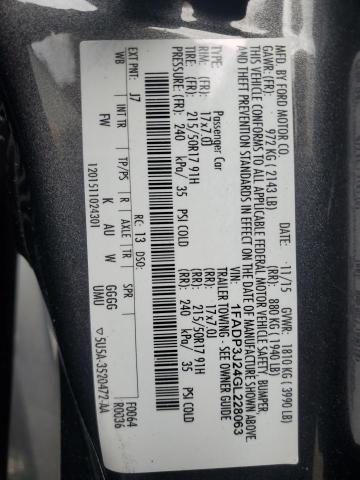 MFD. BY FORD MOTOR CO.
DATE: 11/15 GVWR: 1810 KG ( 3990 LB)
GAWR: (FR) 972 KG ( 2143 LB) (RR): 880 KG ( 1940 LB)
THIS VEHICLE CONFORMS TO ALL APPLICABLE FEDERAL MOTOR VEHICLE SAFETY, BUMPER,
AND THEFT PREVENTION STANDARDS IN EFFECT ON THE DATE OF MANUFACTURE SHOWN ABOVE.
VIN: 1FADP3J24GL228063
TYPE: Passenger Car
TRAILER TOWING - SEE OWNERS GUIDE
RIM: (FR) 17x7.0J (RR): 17x7.0J
TIRE: (FR) 215/50R17 91H (RR): 215/50R17 91H
PRESSURE: (FR): 240 kPa/ 35 PSI COLD (RR): 240 kPa/ 35 PSI COLD
EXT PNT: J7 RC: 13 DSO: F0064
WB INT TR TP/PS R AXLE TR SPR R0036
FW K AU W GGGG UMIU
1201511024301
5U5A-3520472-AA